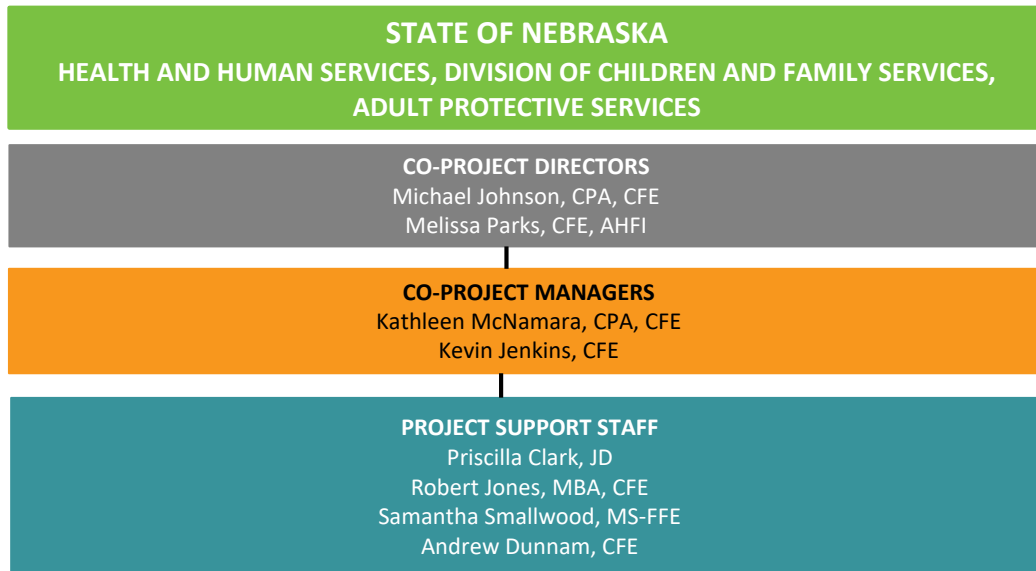 STATE OF NEBRASKA
HEALTH AND HUMAN SERVICES, DIVISION OF CHILDREN AND FAMILY SERVICES,
ADULT PROTECTIVE SERVICES
CO-PROJECT DIRECTORS
Michael Johnson, CPA, CFE
Melissa Parks, CFE, AHFI
CO-PROJECT MANAGERS
Kathleen McNamara, CPA, CFE
Kevin Jenkins, CFE
PROJECT SUPPORT STAFF
Priscilla Clark, JD
Robert Jones, MBA, CFE
Samantha Smallwood, MS-FFE
Andrew Dunnam, CFE